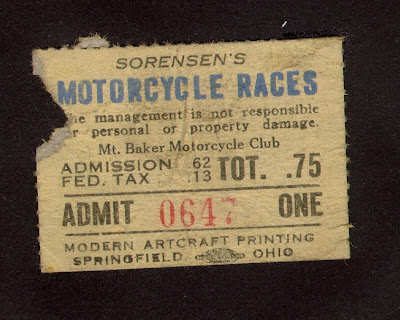 SORENSEN'S
MOTORCYCLE RACES
he management is not responsible
r personal or property damage.
Mt. Baker Motorcycle Club
ADMISSION .62 TOT. .75
FED. TAX .13
ADMIT 0647 ONE
MODERN ARTCRAFT PRINTING
SPRINGFIELD OHIO